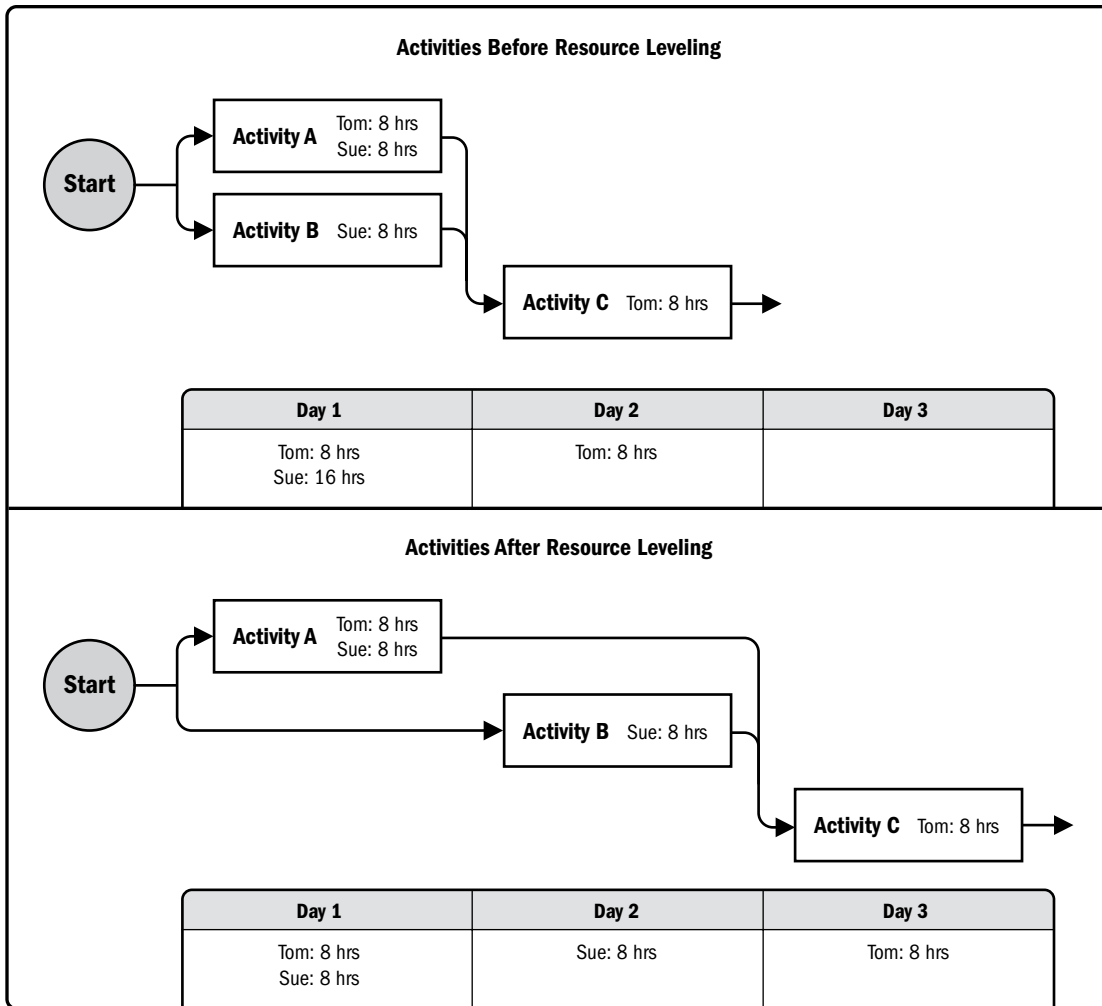 Activities Before Resource Leveling
Start
Activity A
Tom: 8 hrs
Sue: 8 hrs
Activity B Sue: 8 hrs
Activity C Tom: 8 hrs
Day 1 Day 2 Day 3
Tom: 8 hrs Tom: 8 hrs
Sue: 16 hrs
Activities After Resource Leveling
Start
Activity A
Tom: 8 hrs
Sue: 8 hrs
Activity B Sue: 8 hrs
Activity C Tom: 8 hrs
Day 1 Day 2 Day 3
Tom: 8 hrs Sue: 8 hrs Tom: 8 hrs
Sue: 8 hrs